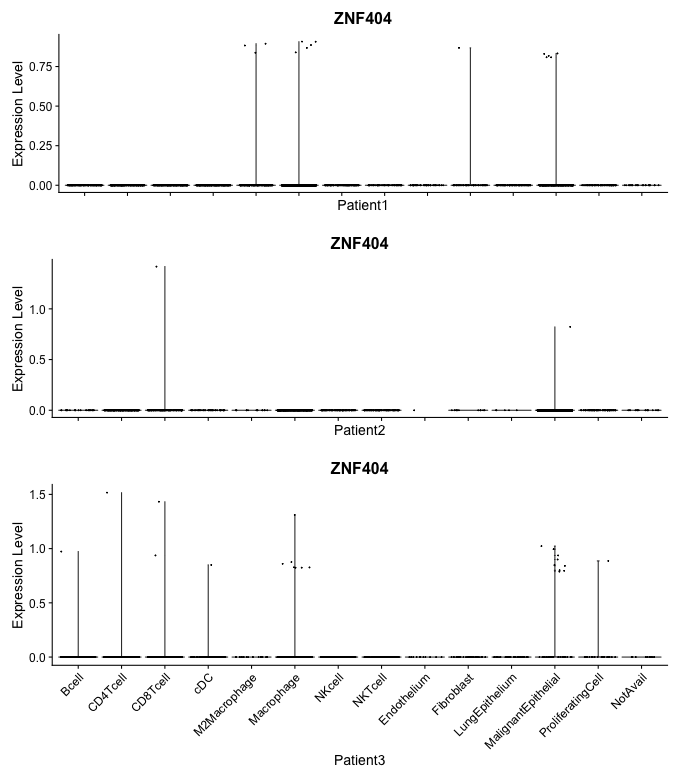 ZNF404
Expression Level
0.75
0.50
0.25
0.00
Patient1
ZNF404
Expression Level
1.0
0.5
0.0
Patient2
ZNF404
Expression Level
1.5
1.0
0.5
0.0
Bcell
CD4Tcell
CD8Tcell
cDC
M2Macrophage
Macrophage
NKcell
NKTcell
Endothelium
Fibroblast
LungEpithelium
MalignantEpithelial
ProliferatingCell
NotAvail
Patient3